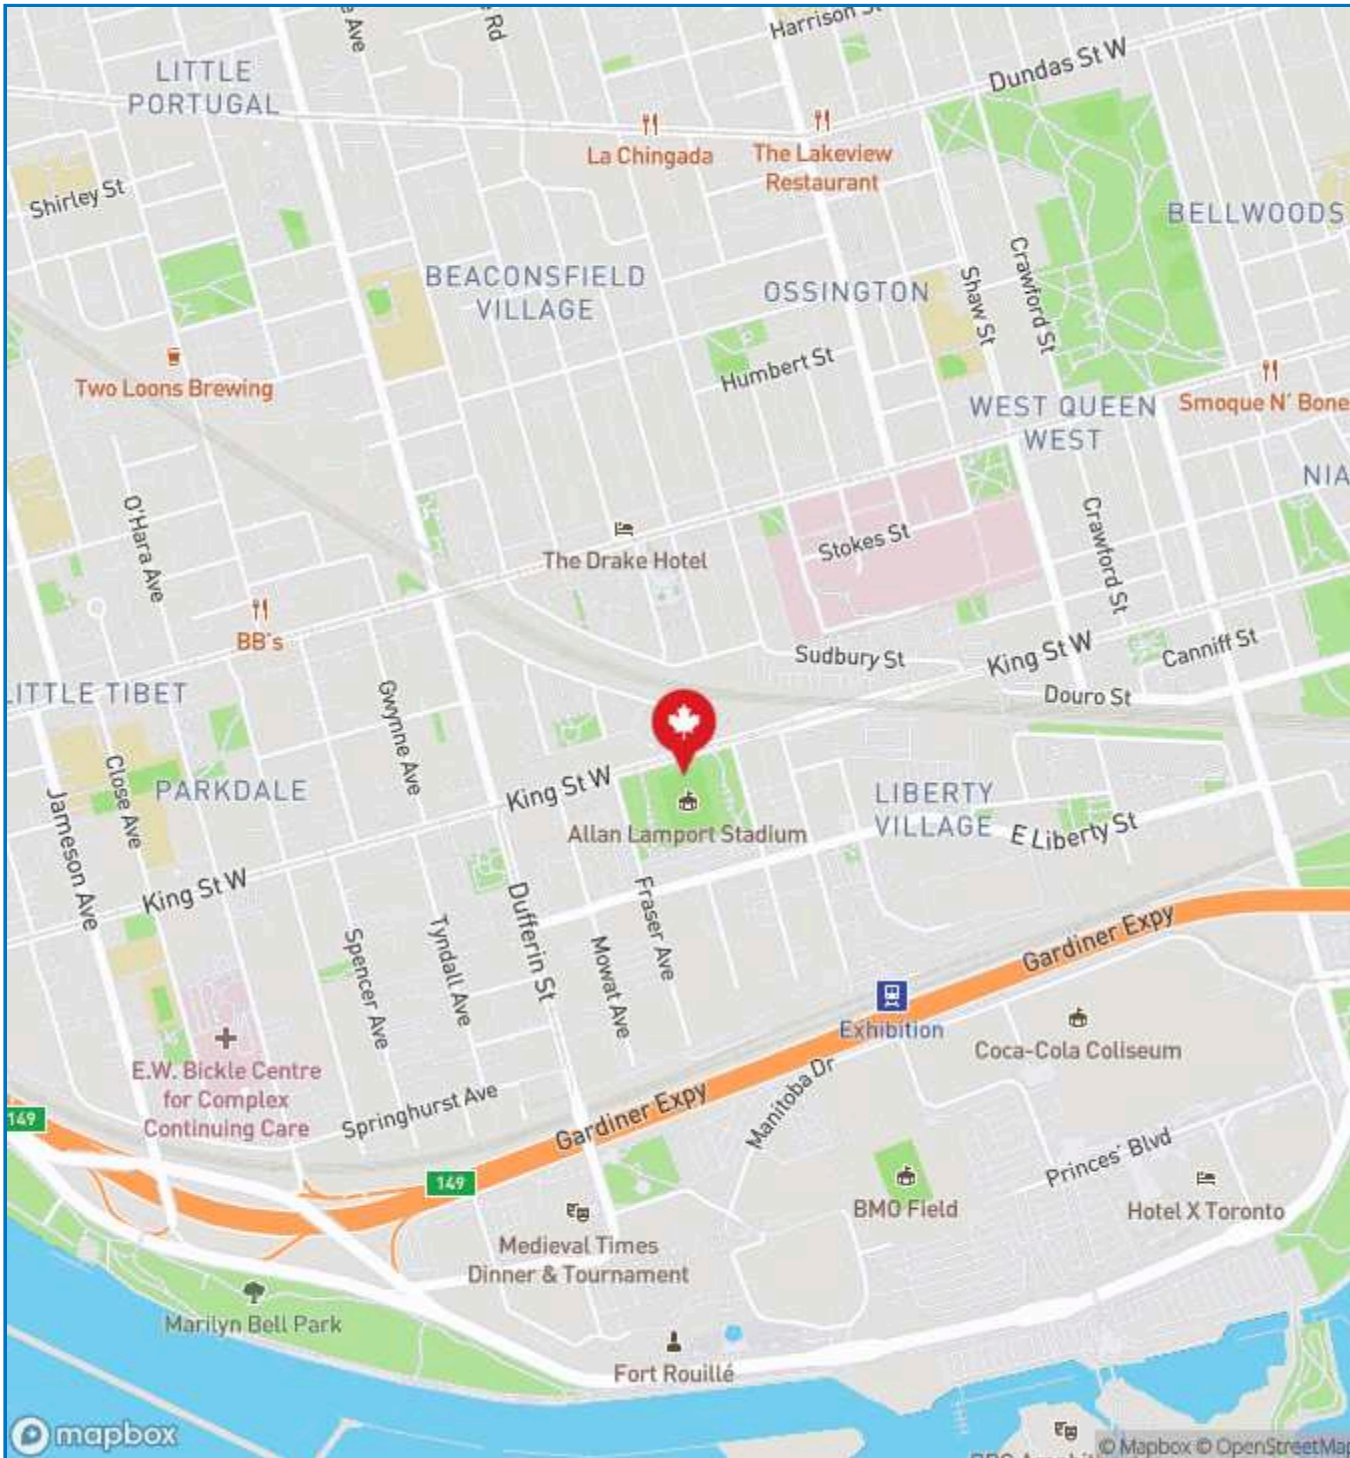 e Ave
Rd
Harrison St
Dundas St W
LITTLE
PORTUGAL
La Chingada
The Lakeview
Restaurant
Shirley St
BELLWOODS
BEACONSFIELD
VILLAGE
OSSINGTON
Shaw St
Crawford St
Humbert St
Two Loons Brewing
WEST QUEEN
WEST
Smoque N' Bone
NIA
O'Hara Ave
The Drake Hotel
Stokes St
Crawford St
BB's
Sudbury St
King St W
Canniff St
LITTLE TIBET
Gwynne Ave
Douro St
Close Ave
PARKDALE
King St W
LIBERTY
VILLAGE
Jameson Ave
Allan Lamport Stadium
E Liberty St
King St W
Fraser Ave
Dufferin St
Tyndall Ave
Spencer Ave
Mowat Ave
Gardiner Expy
Exhibition
Coca-Cola Coliseum
E.W. Bickle Centre
for Complex
Continuing Care
Springhurst Ave
Gardiner Expy
Manitoba Dr
149
149
Princes' Blvd
BMO Field
Hotel X Toronto
Medieval Times
Dinner & Tournament
Marilyn Bell Park
Fort Rouillé
mapbox
© Mapbox © OpenStreetMap